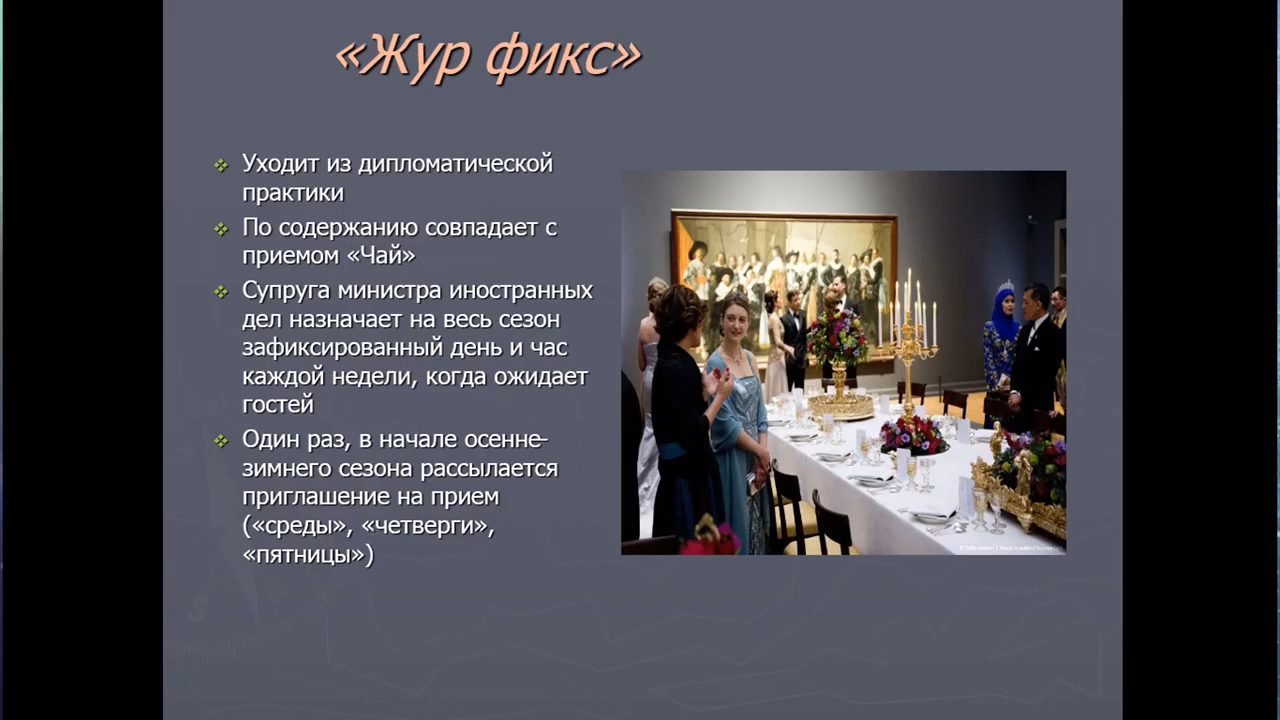 «Жур фикс»
Уходит из дипломатической
практики
По содержанию совпадает с
приемом «Чай»
Супруга министра иностранных
дел назначает на весь сезон
зафиксированный день и час
каждой недели, когда ожидает
гостей
Один раз, в начале осенне-
зимнего сезона рассылается
приглашение на прием
(«среды», «четверги»,
«пятницы»)
S